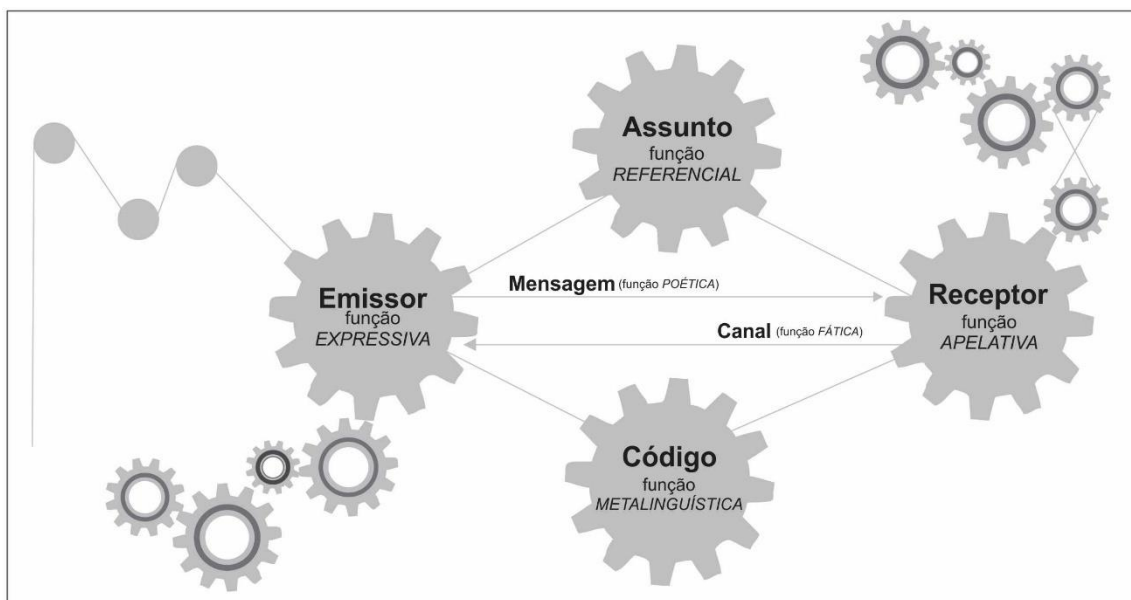 Assunto
função
REFERENCIAL
Mensagem (função POÉTICA)
Emissor
função
EXPRESSIVA
Receptor
função
APELATIVA
Canal (função FÁTICA)
Código
função
METALINGUÍSTICA